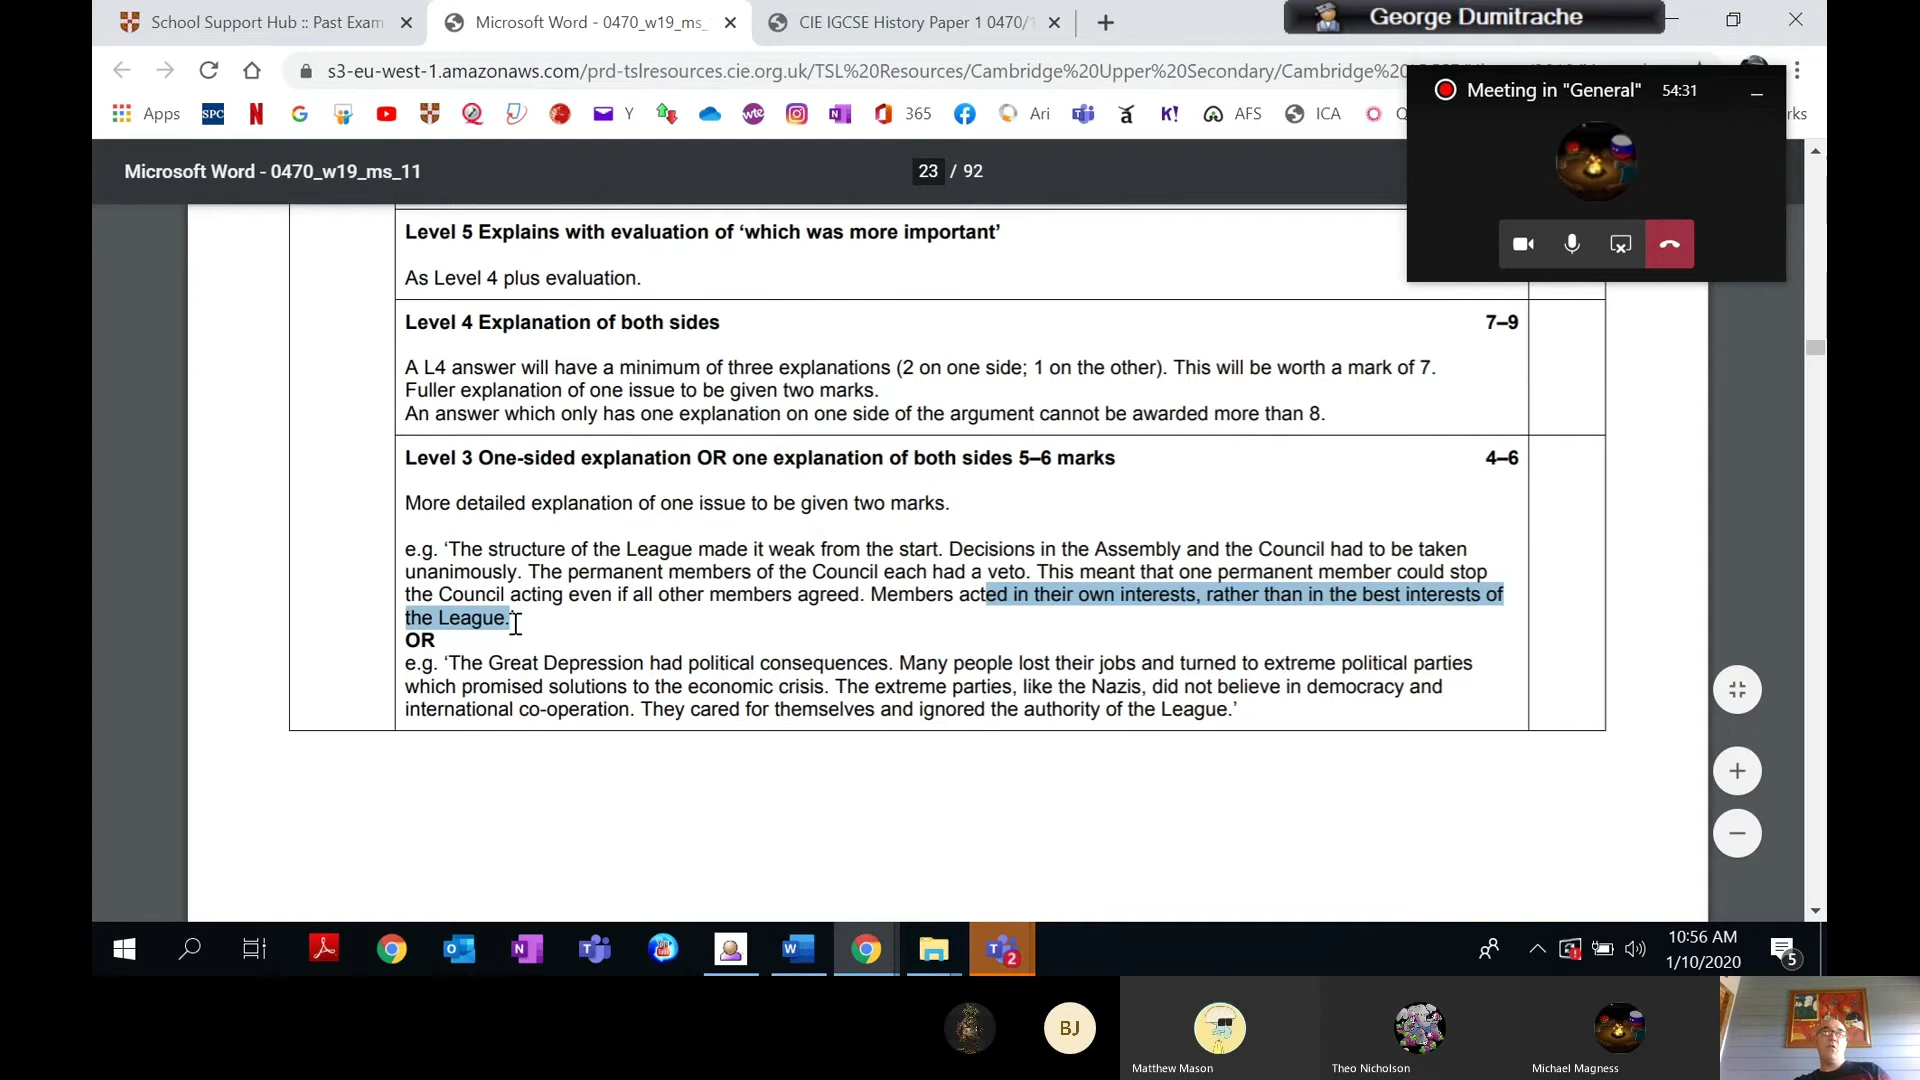 School Support Hub :: Past Exam
Microsoft Word - 0470_w19_ms_
CIE IGCSE History Paper 1 0470/1
George Dumitrache
s3-eu-west-1.amazonaws.com/prd-tslresources.cie.org.uk/TSL%20Resources/Cambridge%20Upper%20Secondary/Cambridge%20
Meeting in "General"
54:31
Apps
SPC
N
G
wte
Y
365
Ari
á
K!
AFS
ICA
rks
Microsoft Word - 0470_w19_ms_11
23 / 92
Level 5 Explains with evaluation of ‘which was more important’
As Level 4 plus evaluation.
Level 4 Explanation of both sides
7–9
A L4 answer will have a minimum of three explanations (2 on one side; 1 on the other). This will be worth a mark of 7.
Fuller explanation of one issue to be given two marks.
An answer which only has one explanation on one side of the argument cannot be awarded more than 8.
Level 3 One-sided explanation OR one explanation of both sides 5–6 marks
4–6
More detailed explanation of one issue to be given two marks.
e.g. ‘The structure of the League made it weak from the start. Decisions in the Assembly and the Council had to be taken
unanimously. The permanent members of the Council each had a veto. This meant that one permanent member could stop
the Council acting even if all other members agreed. Members acted in their own interests, rather than in the best interests of
the League.’
OR
e.g. ‘The Great Depression had political consequences. Many people lost their jobs and turned to extreme political parties
which promised solutions to the economic crisis. The extreme parties, like the Nazis, did not believe in democracy and
international co-operation. They cared for themselves and ignored the authority of the League.’
10:56 AM
1/10/2020
5
2
BJ
Matthew Mason
Theo Nicholson
Michael Magness